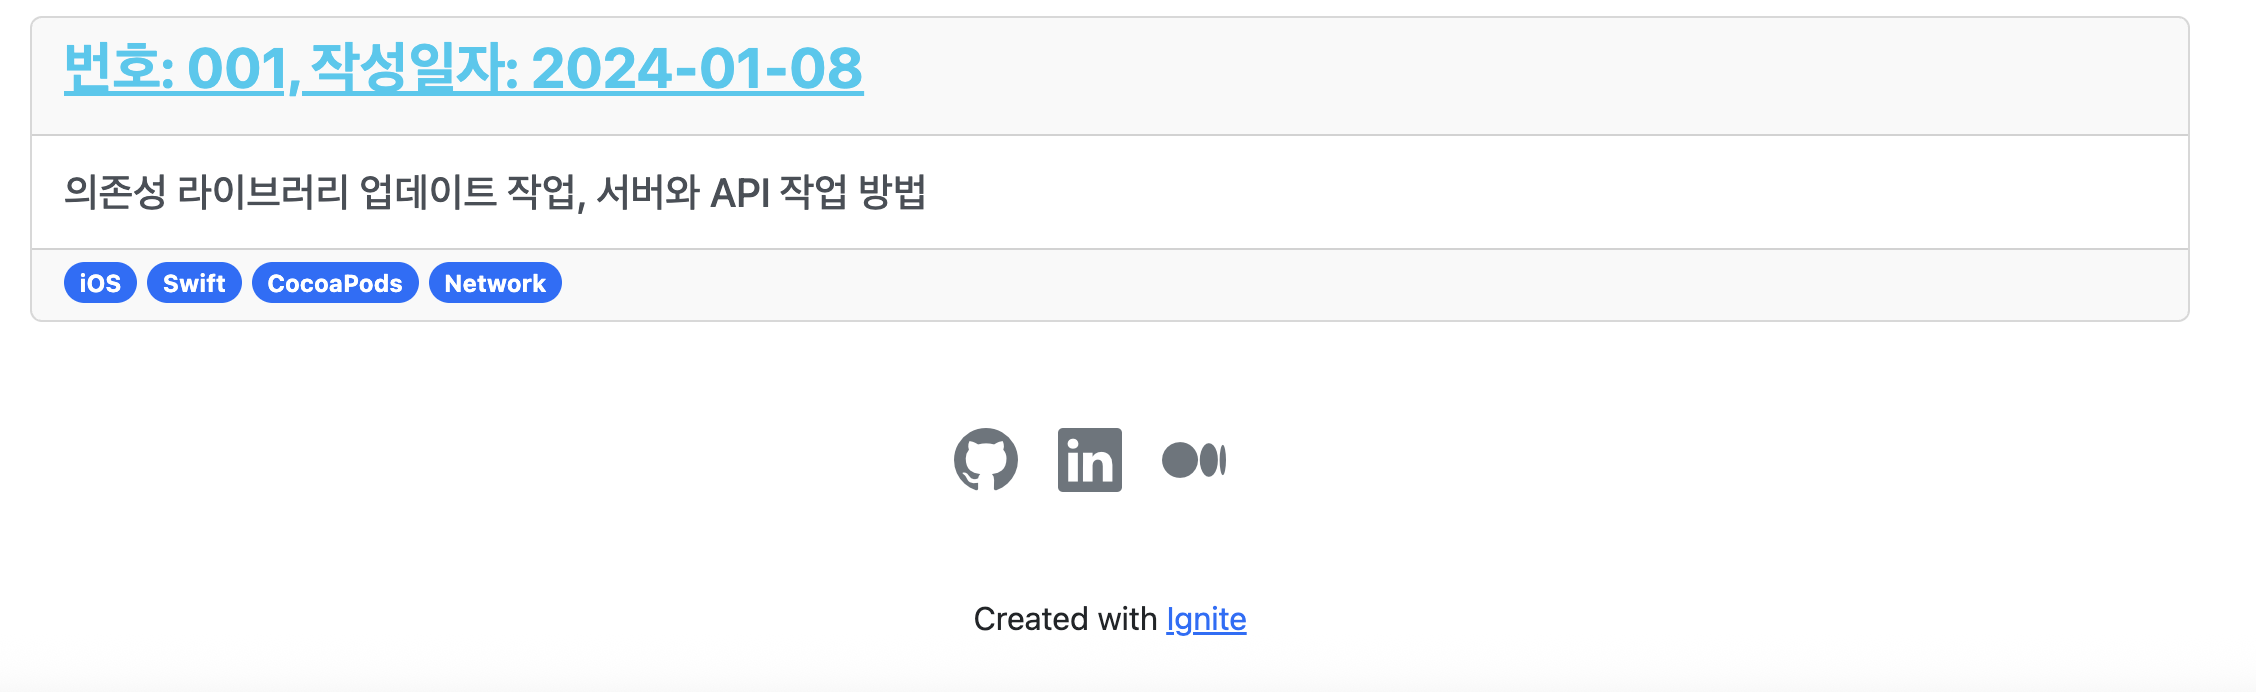 번호: 001, 작성일자: 2024-01-08
의존성 라이브러리 업데이트 작업, 서버와 API 작업 방법
iOS Swift CocoaPods Network
in
Created with Ignite